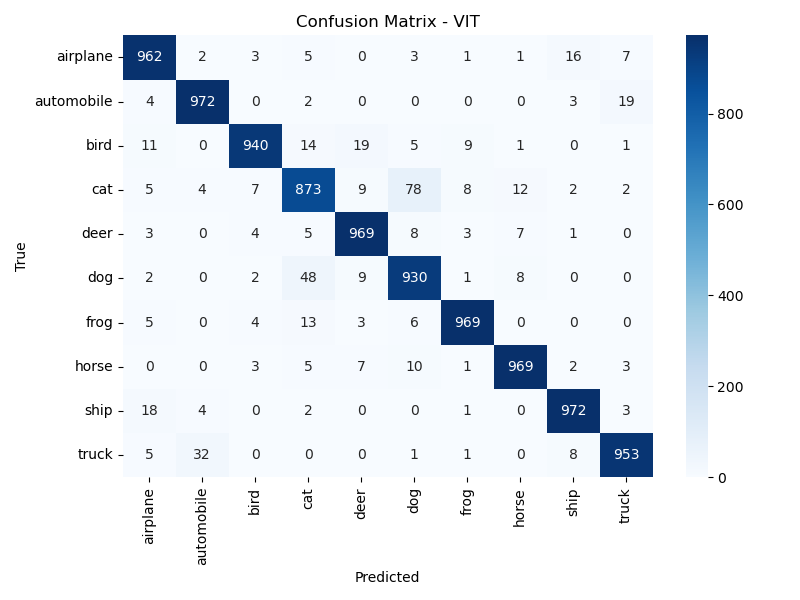 Confusion Matrix - VIT
airplane 962 2 3 5 0 3 1 1 16 7
automobile 4 972 0 2 0 0 0 0 3 19
800
bird 11 0 940 14 19 5 9 1 0 1
cat 5 4 7 873 9 78 8 12 2 2
600
True
deer 3 0 4 5 969 8 3 7 1 0
dog 2 0 2 48 9 930 1 8 0 0
400
frog 5 0 4 13 3 6 969 0 0 0
horse 0 0 3 5 7 10 1 969 2 3
200
ship 18 4 0 2 0 0 1 0 972 3
truck 5 32 0 0 0 1 1 0 8 953
0
airplane automobile bird cat deer dog frog horse ship truck
Predicted